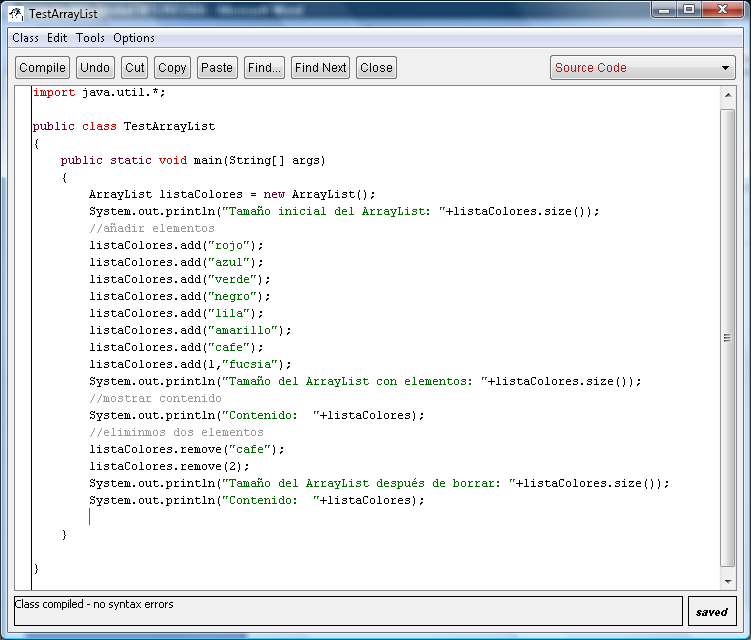 TestArrayList
Class Edit Tools Options
Compile Undo Cut Copy Paste Find... Find Next Close Source Code
import java.util.*;
public class TestArrayList
{
public static void main(String[] args)
{
ArrayList listaColores = new ArrayList();
System.out.println("Tamaño inicial del ArrayList: "+listaColores.size());
//añadir elementos
listaColores.add("rojo");
listaColores.add("azul");
listaColores.add("verde");
listaColores.add("negro");
listaColores.add("lila");
listaColores.add("amarillo");
listaColores.add("cafe");
listaColores.add(1,"fucsia");
System.out.println("Tamaño del ArrayList con elementos: "+listaColores.size());
//mostrar contenido
System.out.println("Contenido:  "+listaColores);
//eliminmos dos elementos
listaColores.remove("cafe");
listaColores.remove(2);
System.out.println("Tamaño del ArrayList después de borrar: "+listaColores.size());
System.out.println("Contenido:  "+listaColores);
}
}
Class compiled - no syntax errors
saved